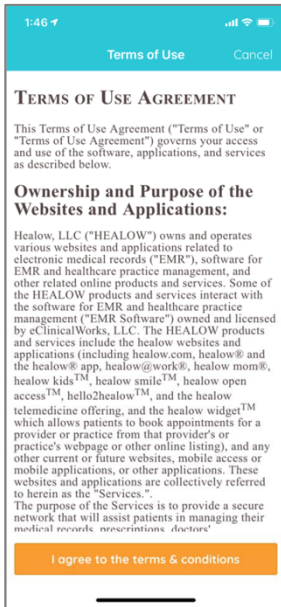 1:46
Terms of Use
Cancel
TERMS OF USE AGREEMENT
This Terms of Use Agreement ("Terms of Use" or
"Terms of Use Agreement") governs your access
and use of the software, applications, and services
as described below.
Ownership and Purpose of the
Websites and Applications:
Healow, LLC ("HEALOW") owns and operates
various websites and applications related to
electronic medical records ("EMR"), software for
EMR and healthcare practice management, and
other related online products and services. Some of
the HEALOW products and services interact with
the software for EMR and healthcare practice
management ("EMR Software") owned and licensed
by eClinicalWorks, LLC. The HEALOW products
and services include the healow websites and
applications (including healow.com, healow® and
the healow® app, healow@work®, healow mom®,
healow kids™, healow smile™, healow open
access™, hello2healow™, and the healow
telemedicine offering, and the healow widget™
which allows patients to book appointments for a
provider or practice from that provider's or
practice's webpage or other online listing), and any
other current or future websites, mobile access or
mobile applications, or other applications. These
websites and applications are collectively referred
to herein as the "Services.".
The purpose of the Services is to provide a secure
network that will assist patients in managing their
medical records, prescriptions, doctors'
I agree to the terms & conditions